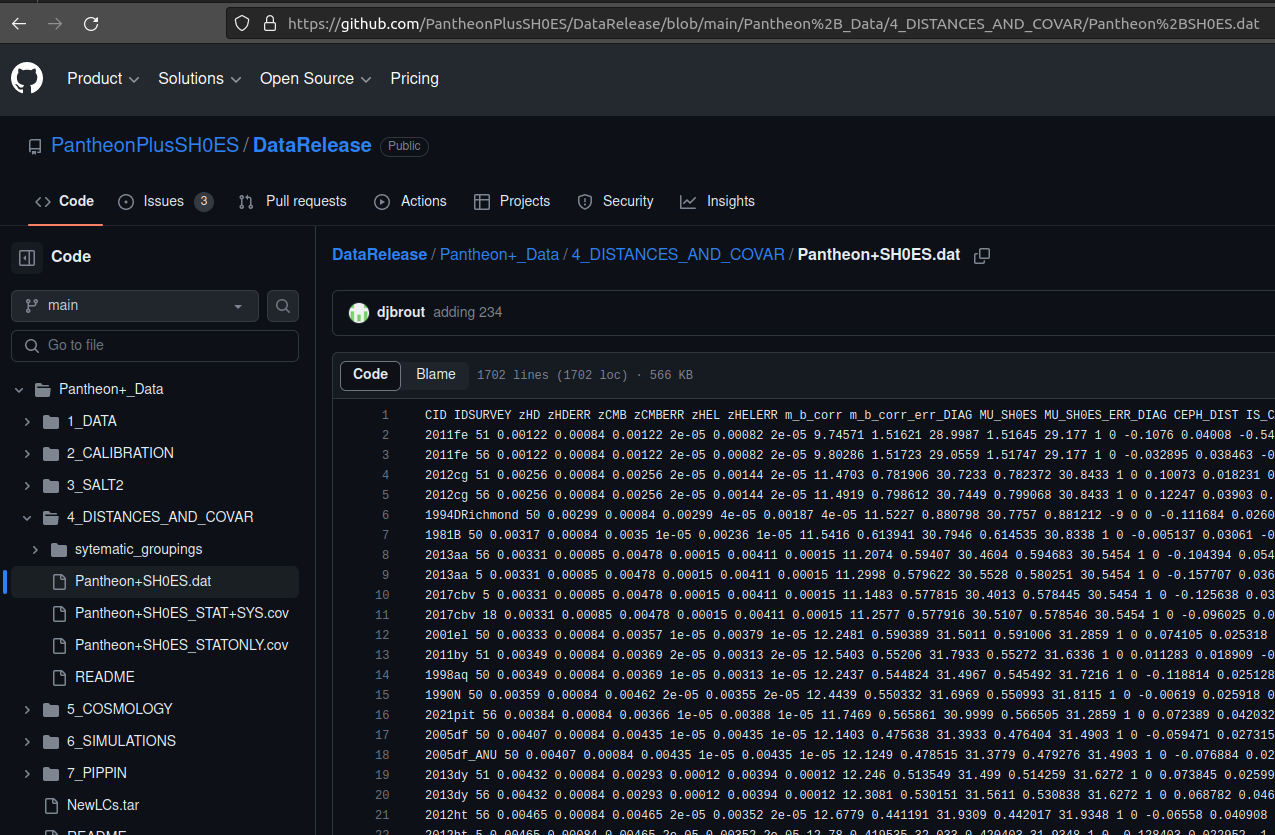 https://github.com/PantheonPlusSH0ES/DataRelease/blob/main/Pantheon%2B_Data/4_DISTANCES_AND_COVAR/Pantheon%2BSH0ES.dat
Product Solutions Open Source Pricing
PantheonPlusSH0ES / DataRelease Public
Code Issues 3 Pull requests Actions Projects Security Insights
Code
main
Go to file
Pantheon+_Data
1_DATA
2_CALIBRATION
3_SALT2
4_DISTANCES_AND_COVAR
sytematic_groupings
Pantheon+SH0ES.dat
Pantheon+SH0ES_STAT+SYS.cov
Pantheon+SH0ES_STATONLY.cov
README
5_COSMOLOGY
6_SIMULATIONS
7_PIPPIN
NewLCs.tar
README
DataRelease / Pantheon+_Data / 4_DISTANCES_AND_COVAR / Pantheon+SH0ES.dat
djbrout adding 234
Code Blame 1702 lines (1702 loc) · 566 KB
1 CID IDSURVEY zHD zHDERR zCMB zCMBERR zHEL zHELERR m_b_corr m_b_corr_err_DIAG MU_SH0ES MU_SH0ES_ERR_DIAG CEPH_DIST IS_C
2 2011fe 51 0.00122 0.00084 0.00122 2e-05 0.00082 2e-05 9.74571 1.51621 28.9987 1.51645 29.177 1 0 -0.1076 0.04008 -0.54
3 2011fe 56 0.00122 0.00084 0.00122 2e-05 0.00082 2e-05 9.80286 1.51723 29.0559 1.51747 29.177 1 0 -0.032895 0.038463 -0
4 2012cg 51 0.00256 0.00084 0.00256 2e-05 0.00144 2e-05 11.4703 0.781906 30.7233 0.782372 30.8433 1 0 0.10073 0.018231 0
5 2012cg 56 0.00256 0.00084 0.00256 2e-05 0.00144 2e-05 11.4919 0.798612 30.7449 0.799068 30.8433 1 0 0.12247 0.03903 0.
6 1994DRichmond 50 0.00299 0.00084 0.00299 4e-05 0.00187 4e-05 11.5227 0.880798 30.7757 0.881212 -9 0 0 -0.111684 0.0260
7 1981B 50 0.00317 0.00084 0.0035 1e-05 0.00236 1e-05 11.5416 0.613941 30.7946 0.614535 30.8338 1 0 -0.005137 0.03061 -0
8 2013aa 56 0.00331 0.00085 0.00478 0.00015 0.00411 0.00015 11.2074 0.59407 30.4604 0.594683 30.5454 1 0 -0.104394 0.054
9 2013aa 5 0.00331 0.00085 0.00478 0.00015 0.00411 0.00015 11.2998 0.579622 30.5528 0.580251 30.5454 1 0 -0.157707 0.036
10 2017cbv 5 0.00331 0.00085 0.00478 0.00015 0.00411 0.00015 11.1483 0.577815 30.4013 0.578445 30.5454 1 0 -0.125638 0.03
11 2017cbv 18 0.00331 0.00085 0.00478 0.00015 0.00411 0.00015 11.2577 0.577916 30.5107 0.578546 30.5454 1 0 -0.096025 0.0
12 2001el 50 0.00333 0.00084 0.00357 1e-05 0.00379 1e-05 12.2481 0.590389 31.5011 0.591006 31.2859 1 0 0.074105 0.025318
13 2011by 51 0.00349 0.00084 0.00369 2e-05 0.00313 2e-05 12.5403 0.55206 31.7933 0.55272 31.6336 1 0 0.011283 0.018909 -0
14 1998aq 50 0.00349 0.00084 0.00369 1e-05 0.00313 1e-05 12.2437 0.544824 31.4967 0.545492 31.7216 1 0 -0.118814 0.025128
15 1990N 50 0.00359 0.00084 0.00462 2e-05 0.00355 2e-05 12.4439 0.550332 31.6969 0.550993 31.8115 1 0 -0.00619 0.025918 0
16 2021pit 56 0.00384 0.00084 0.00366 1e-05 0.00388 1e-05 11.7469 0.565861 30.9999 0.566505 31.2859 1 0 0.072389 0.042032
17 2005df 50 0.00407 0.00084 0.00435 1e-05 0.00435 1e-05 12.1403 0.475638 31.3933 0.476404 31.4903 1 0 -0.059471 0.027315
18 2005df_ANU 50 0.00407 0.00084 0.00435 1e-05 0.00435 1e-05 12.1249 0.478515 31.3779 0.479276 31.4903 1 0 -0.076884 0.02
19 2013dy 51 0.00432 0.00084 0.00293 0.00012 0.00394 0.00012 12.246 0.513549 31.499 0.514259 31.6272 1 0 0.073845 0.02599
20 2013dy 56 0.00432 0.00084 0.00293 0.00012 0.00394 0.00012 12.3081 0.530151 31.5611 0.530838 31.6272 1 0 0.068782 0.046
21 2012ht 56 0.00465 0.00084 0.00465 2e-05 0.00352 2e-05 12.6779 0.441191 31.9309 0.442017 31.9348 1 0 -0.06558 0.040908
22 2012ht 5 0.00465 0.00084 0.00465 2e-05 0.00352 2e-05 12.78 0.419535 32.033 0.420403 31.9348 1 0 -0.128403 0.022952